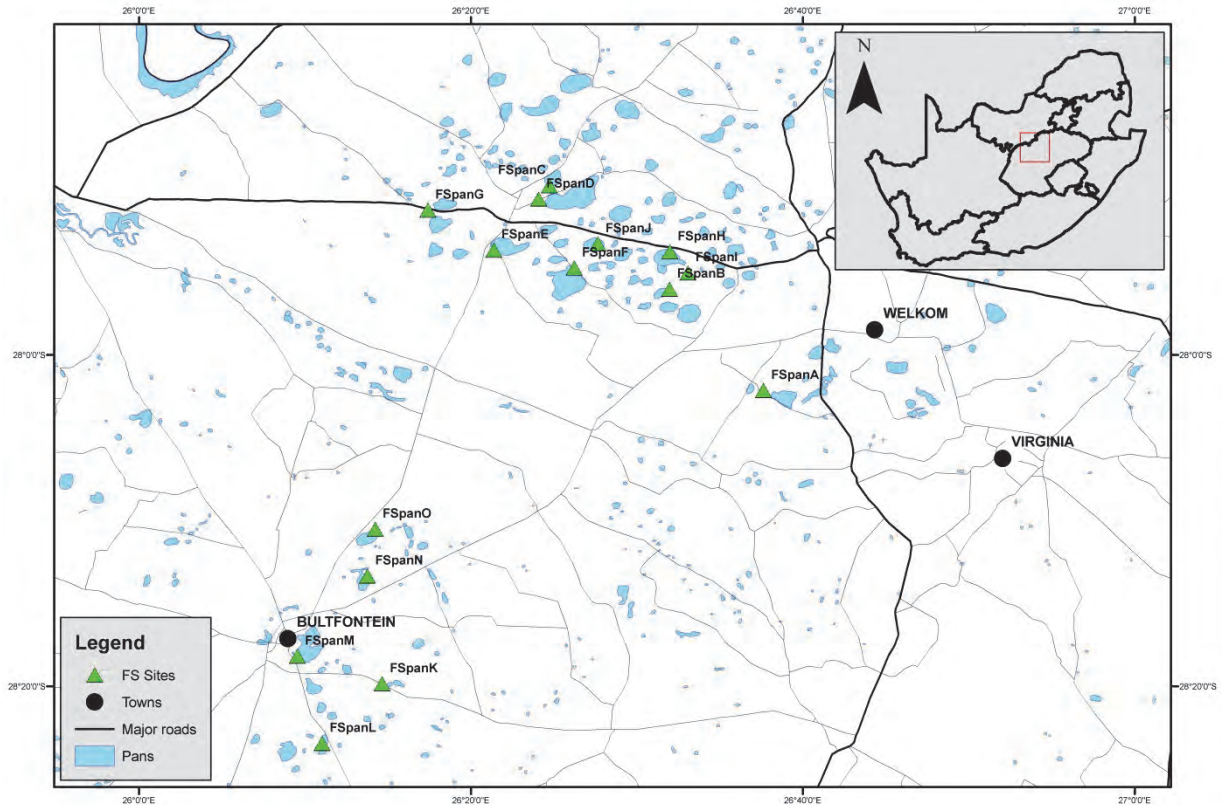 26°0'0"E
26°20'0"E
26°40'0"E
27°0'0"E
N
FSpanC
FSpanD
FSpanG
FSpanJ
FSpanE
FSpanH
FSpanF
FSpanI
FSpanB
WELKOM
28°0'0"S
28°0'0"S
FSpanA
VIRGINIA
FSpanO
FSpanN
BULTFONTEIN
FSpanM
FSpanK
FSpanL
28°20'0"S
28°20'0"S
Legend
FS Sites
Towns
Major roads
Pans
26°0'0"E
26°20'0"E
26°40'0"E
27°0'0"E